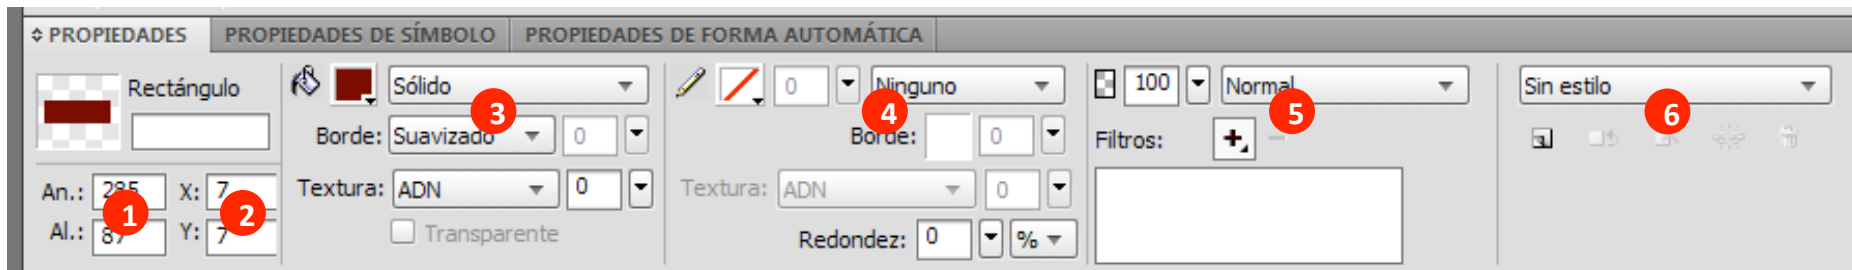 PROPIEDADES PROPIEDADES DE SÍMBOLO PROPIEDADES DE FORMA AUTOMÁTICA
Rectángulo Sólido 0 Ninguno 100 Normal Sin estilo
3 4 5 6
Borde: Suavizado 0 Borde: 0 Filtros:
An.: 285 X: 7 Textura: ADN 0 Textura: ADN 0
1 2
Al.: 87 Y: 7 Transparente Redondez: 0 %